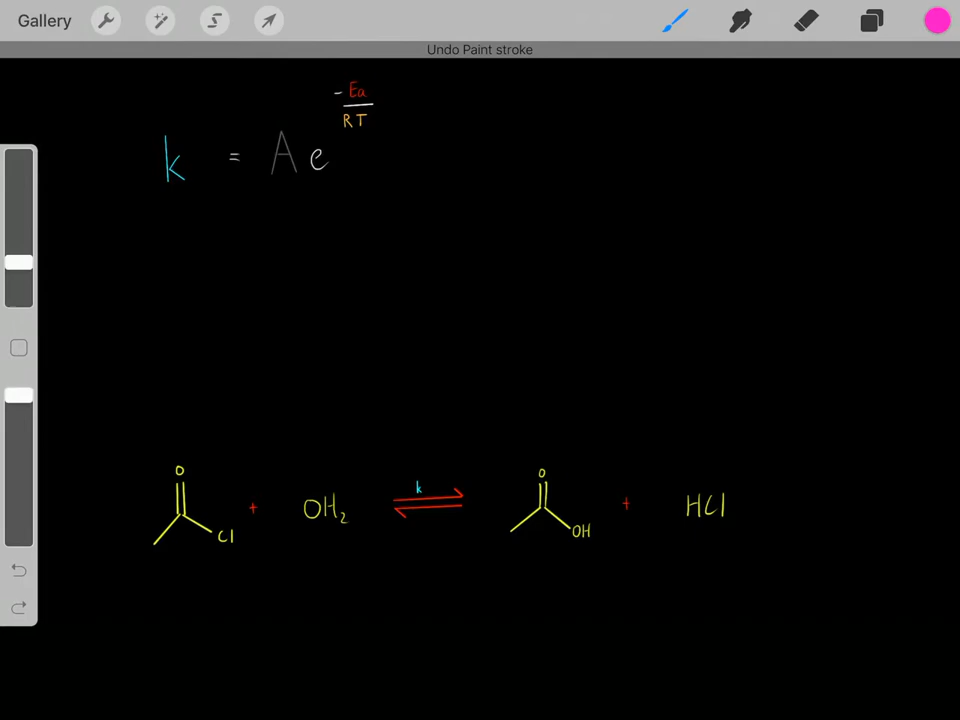 Gallery
Undo Paint stroke
k = A e
- Ea
RT
O
Cl
+
OH2
k
O
OH
+
HCl